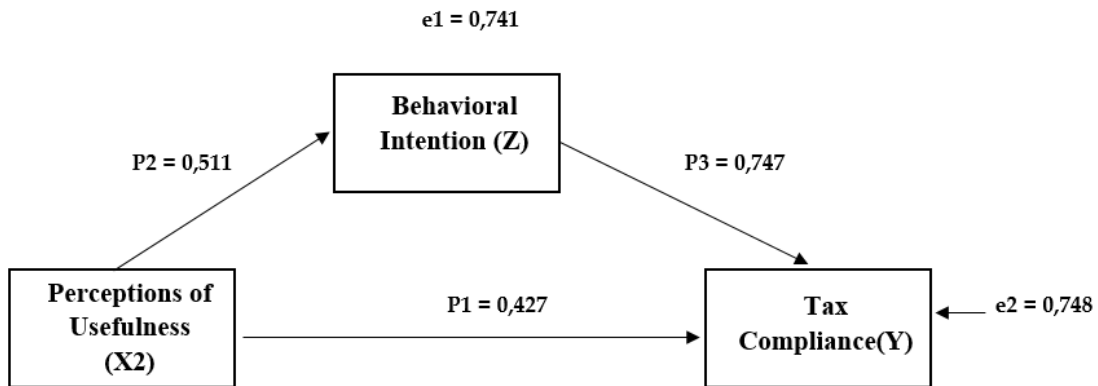 e1 = 0,741
Behavioral
Intention (Z)
P2 = 0,511
P3 = 0,747
Perceptions of
Usefulness
(X2)
P1 = 0,427
Tax
Compliance(Y)
e2 = 0,748